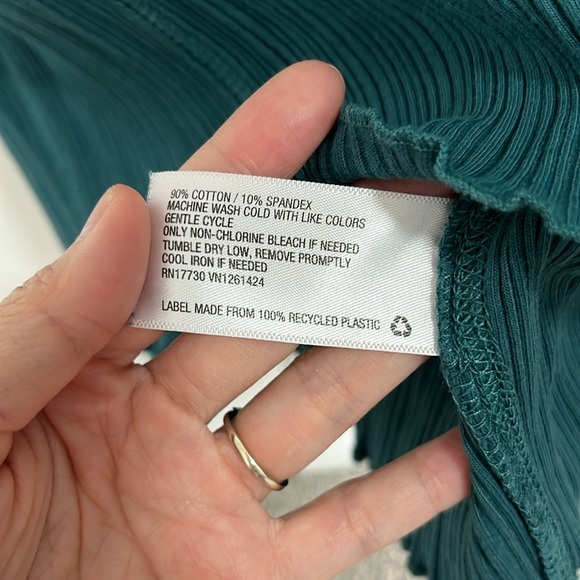 90% COTTON / 10% SPANDEX
MACHINE WASH COLD WITH LIKE COLORS
GENTLE CYCLE
ONLY NON-CHLORINE BLEACH IF NEEDED
TUMBLE DRY LOW, REMOVE PROMPTLY
COOL IRON IF NEEDED
RN17730 VN1261424
LABEL MADE FROM 100% RECYCLED PLASTIC